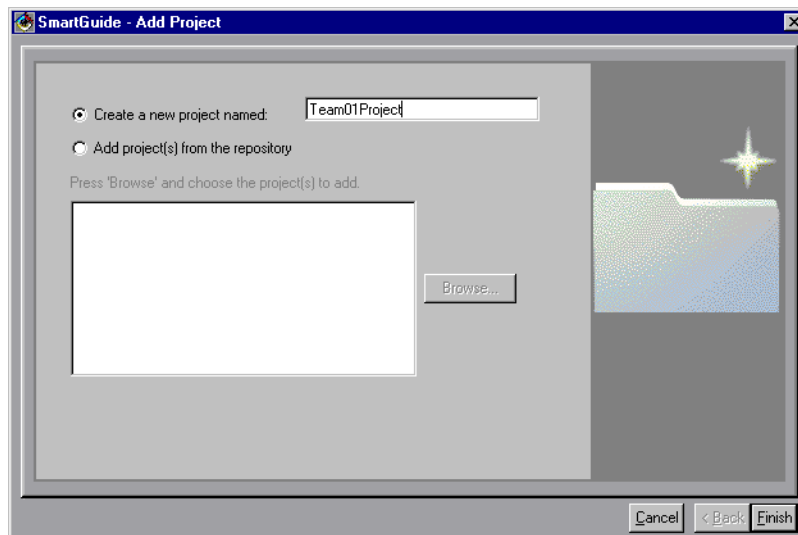 SmartGuide - Add Project
Create a new project named: Team01Project
Add project(s) from the repository
Press 'Browse' and choose the project(s) to add.
Browse...
Cancel < Back Finish